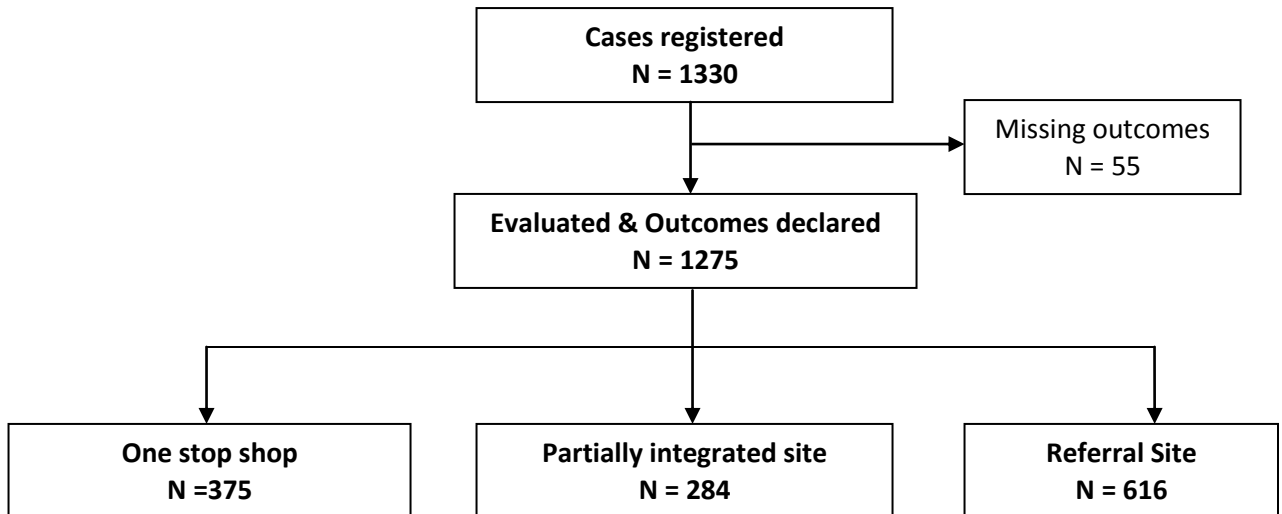 Cases registered
N = 1330
Missing outcomes
N = 55
Evaluated & Outcomes declared
N = 1275
One stop shop
N =375
Partially integrated site
N = 284
Referral Site
N = 616